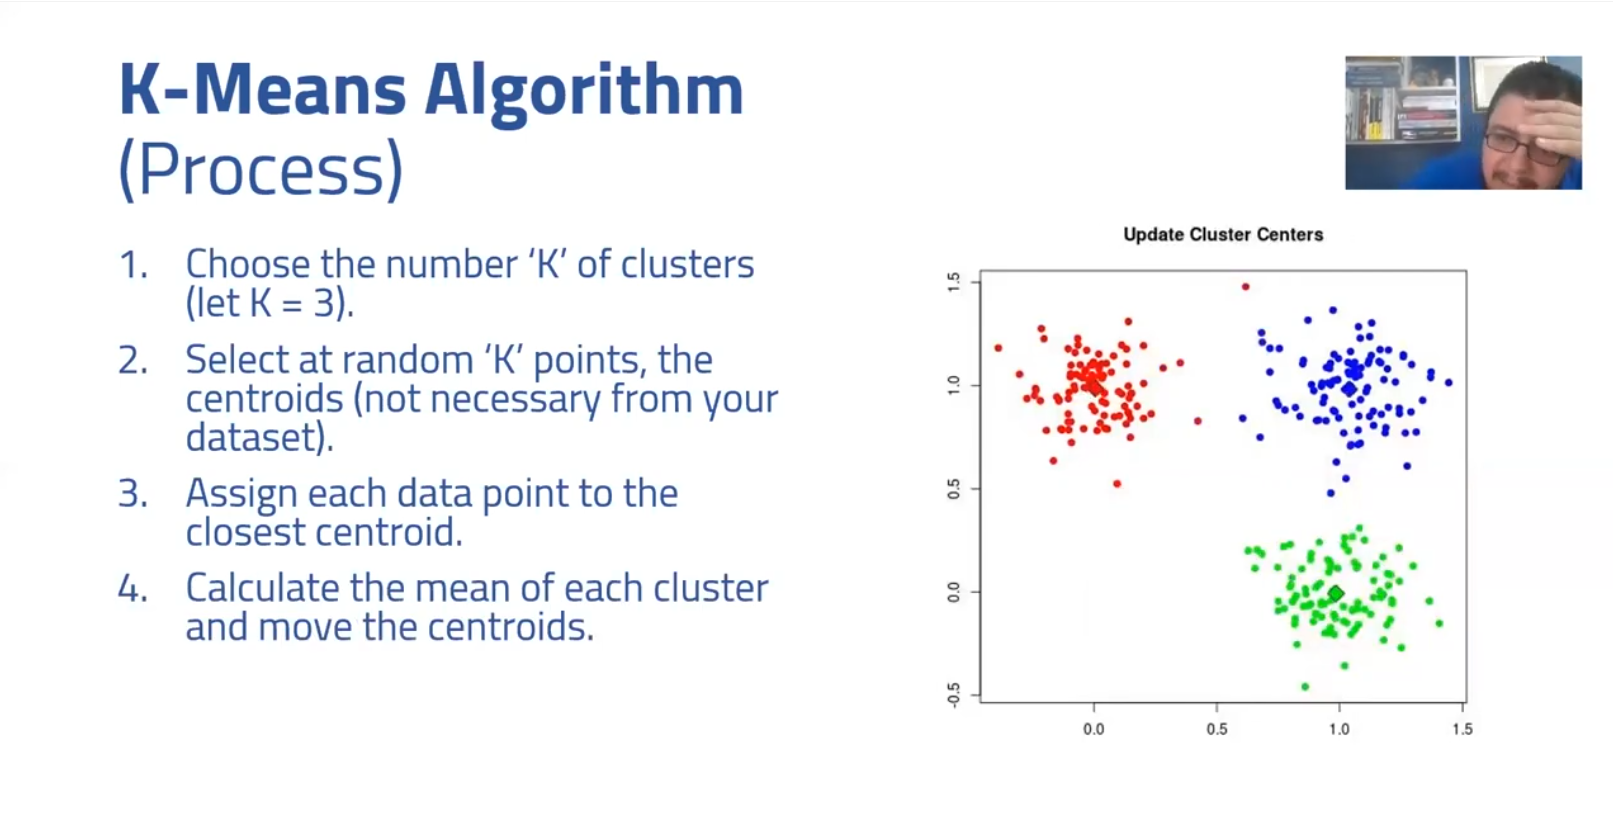 K-Means Algorithm
(Process)
1. Choose the number ‘K’ of clusters
(let K = 3).
2. Select at random ‘K’ points, the
centroids (not necessary from your
dataset).
3. Assign each data point to the
closest centroid.
4. Calculate the mean of each cluster
and move the centroids.
Update Cluster Centers
1.5
1.0
0.5
0.0
-0.5
0.0 0.5 1.0 1.5